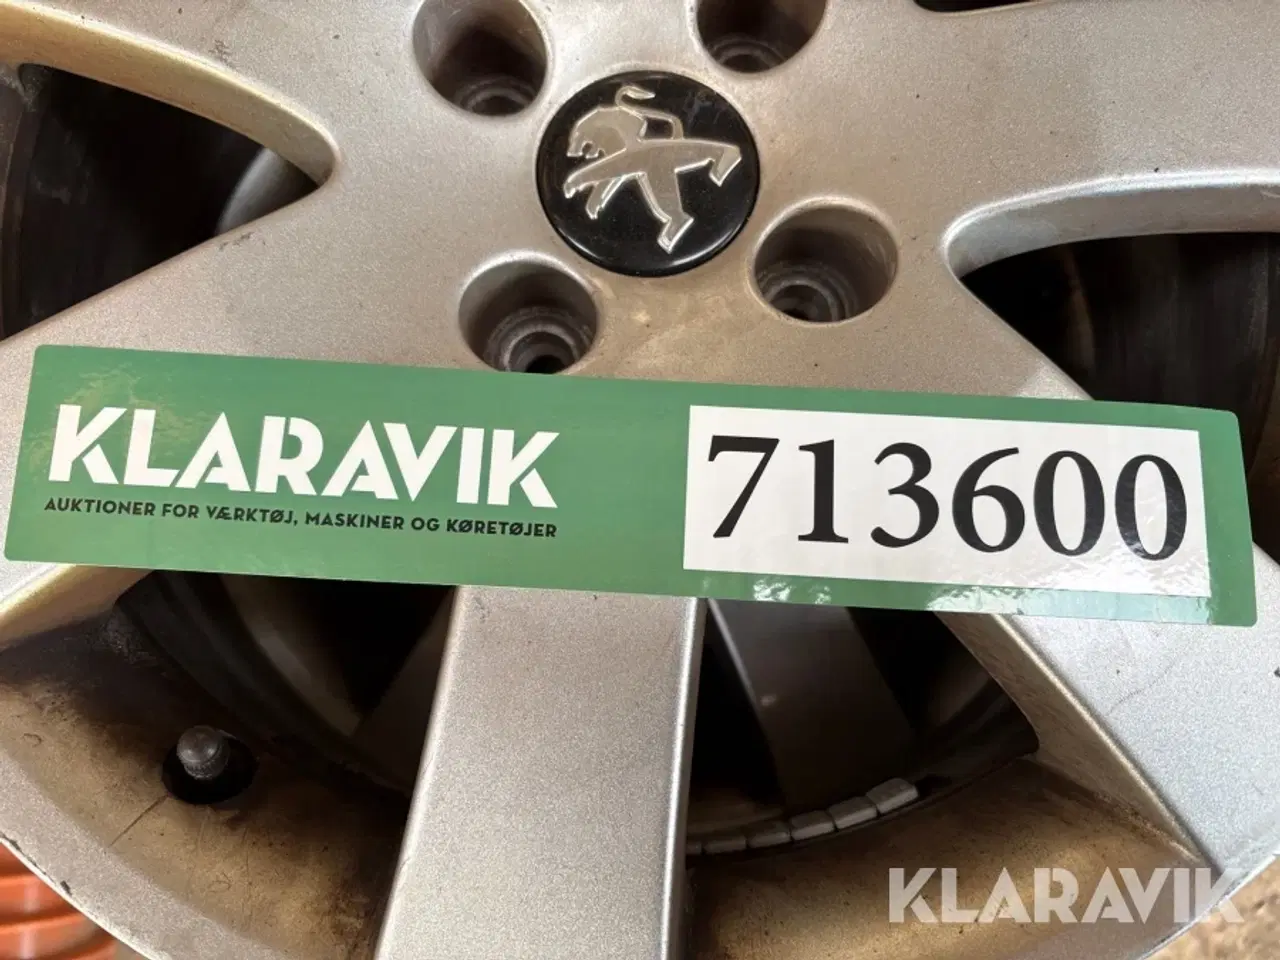 KLARAVIK
AUKTIONER FOR VÆRKTØJ, MASKINER OG KØRETØJER
713600
KLARAVIK